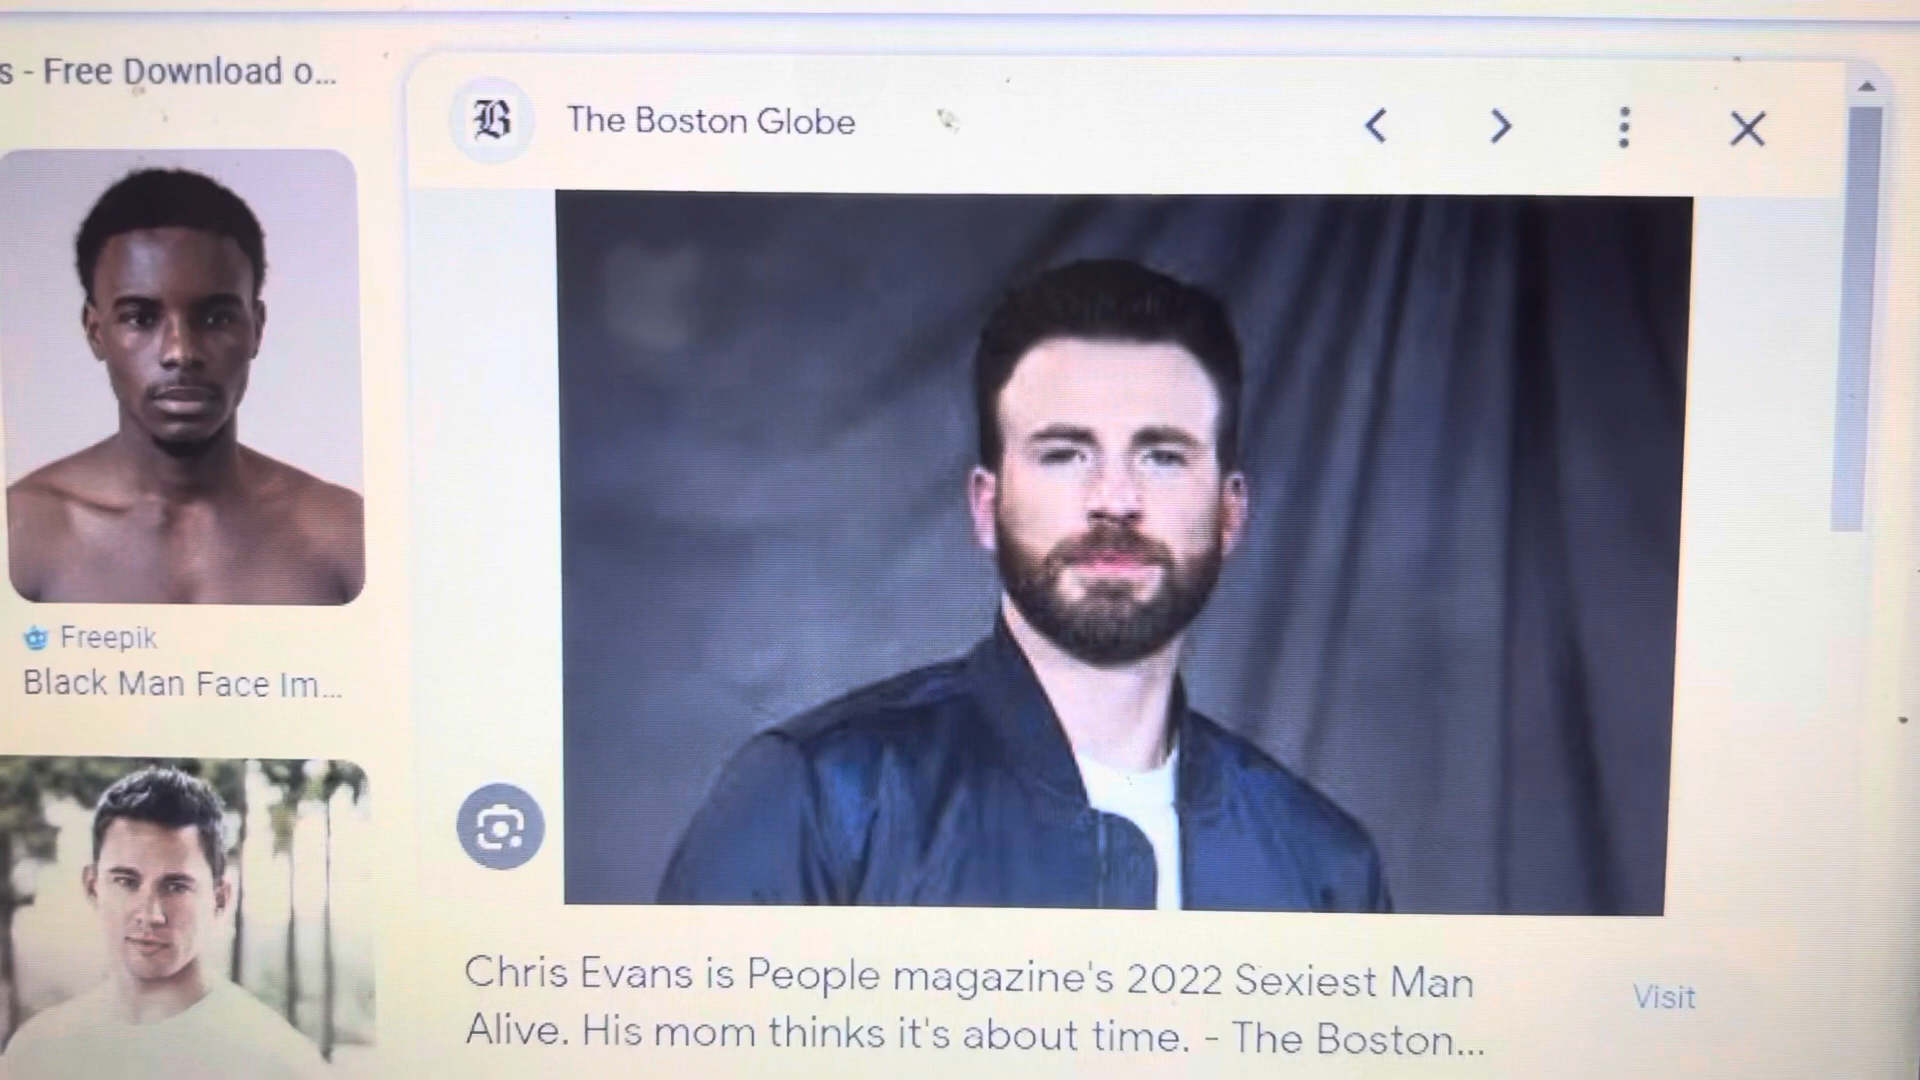 s - Free Download o...
The Boston Globe
Freepik
Black Man Face Im...
Chris Evans is People magazine's 2022 Sexiest Man
Alive. His mom thinks it's about time. - The Boston...
Visit